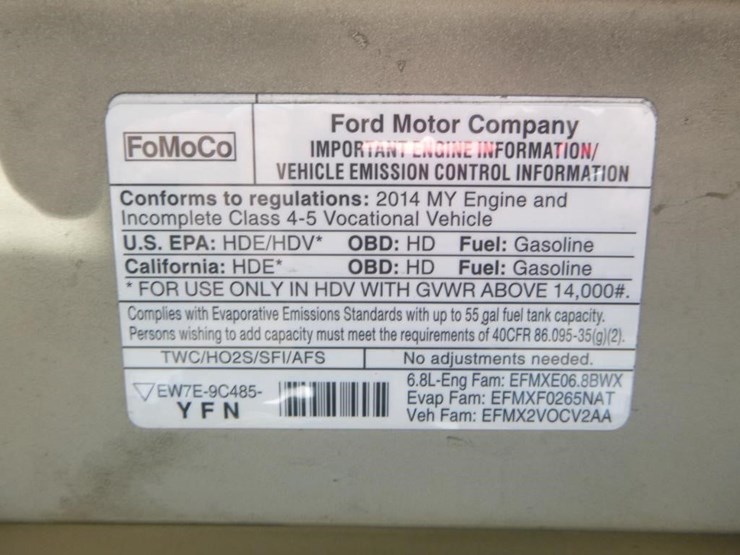 FoMoCo
Ford Motor Company
IMPORTANT ENGINE INFORMATION/
VEHICLE EMISSION CONTROL INFORMATION
Conforms to regulations: 2014 MY Engine and
Incomplete Class 4-5 Vocational Vehicle
U.S. EPA: HDE/HDV* OBD: HD Fuel: Gasoline
California: HDE* OBD: HD Fuel: Gasoline
* FOR USE ONLY IN HDV WITH GVWR ABOVE 14,000#.
Complies with Evaporative Emissions Standards with up to 55 gal fuel tank capacity.
Persons wishing to add capacity must meet the requirements of 40CFR 86.095-35(g)(2).
TWC/HO2S/SFI/AFS No adjustments needed.
EW7E-9C485-
YFN
6.8L-Eng Fam: EFMXE06.8BWX
Evap Fam: EFMXF0265NAT
Veh Fam: EFMX2VOCV2AA